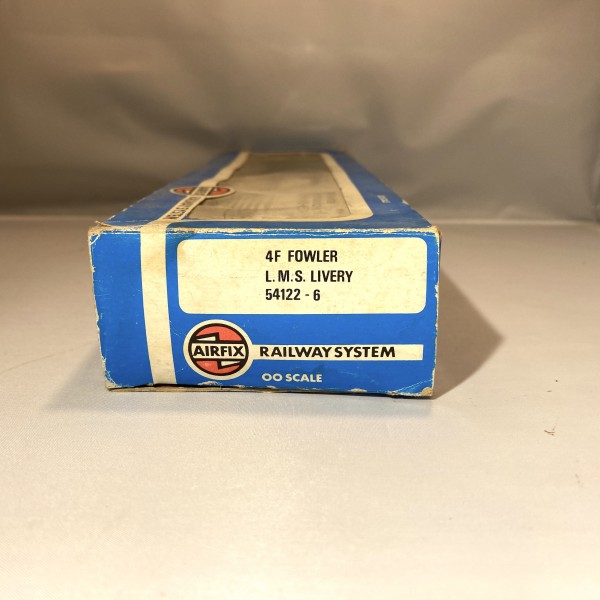 4F FOWLER
L.M.S. LIVERY
54122 - 6
AIRFIX RAILWAY SYSTEM
OO SCALE